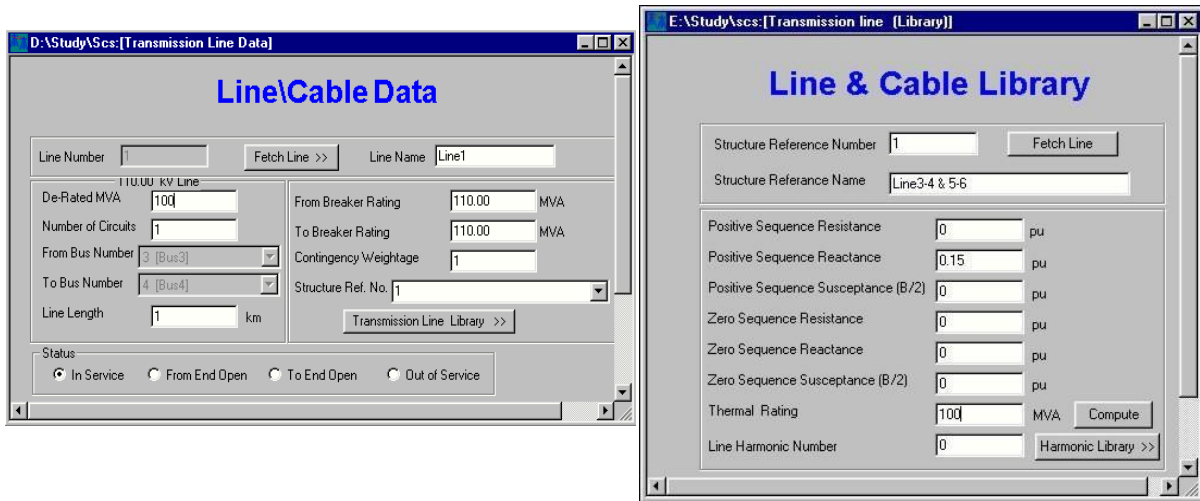 D:\Study\Scs:[Transmission Line Data]
Line\Cable Data
Line Number 1 Fetch Line >> Line Name Line1
110.00 kV Line
De-Rated MVA 100
Number of Circuits 1
From Bus Number 3 [Bus3]
To Bus Number 4 [Bus4]
Line Length 1 km
From Breaker Rating 110.00 MVA
To Breaker Rating 110.00 MVA
Contingency Weightage 1
Structure Ref. No. 1
Transmission Line Library >>
Status
In Service From End Open To End Open Out of Service
E:\Study\scs:[Transmission line (Library)]
Line & Cable Library
Structure Reference Number 1 Fetch Line
Structure Referance Name Line3-4 & 5-6
Positive Sequence Resistance 0 pu
Positive Sequence Reactance 0.15 pu
Positive Sequence Susceptance (B/2) 0 pu
Zero Sequence Resistance 0 pu
Zero Sequence Reactance 0 pu
Zero Sequence Susceptance (B/2) 0 pu
Thermal Rating 100 MVA Compute
Line Harmonic Number 0 Harmonic Library >>